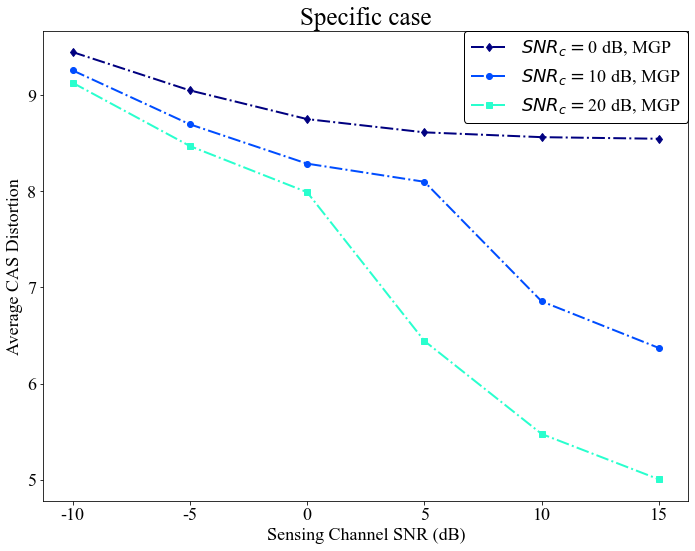 Specific case
SNR_c = 0 dB, MGP
SNR_c = 10 dB, MGP
SNR_c = 20 dB, MGP
Average CAS Distortion
9
8
7
6
5
-10 -5 0 5 10 15
Sensing Channel SNR (dB)